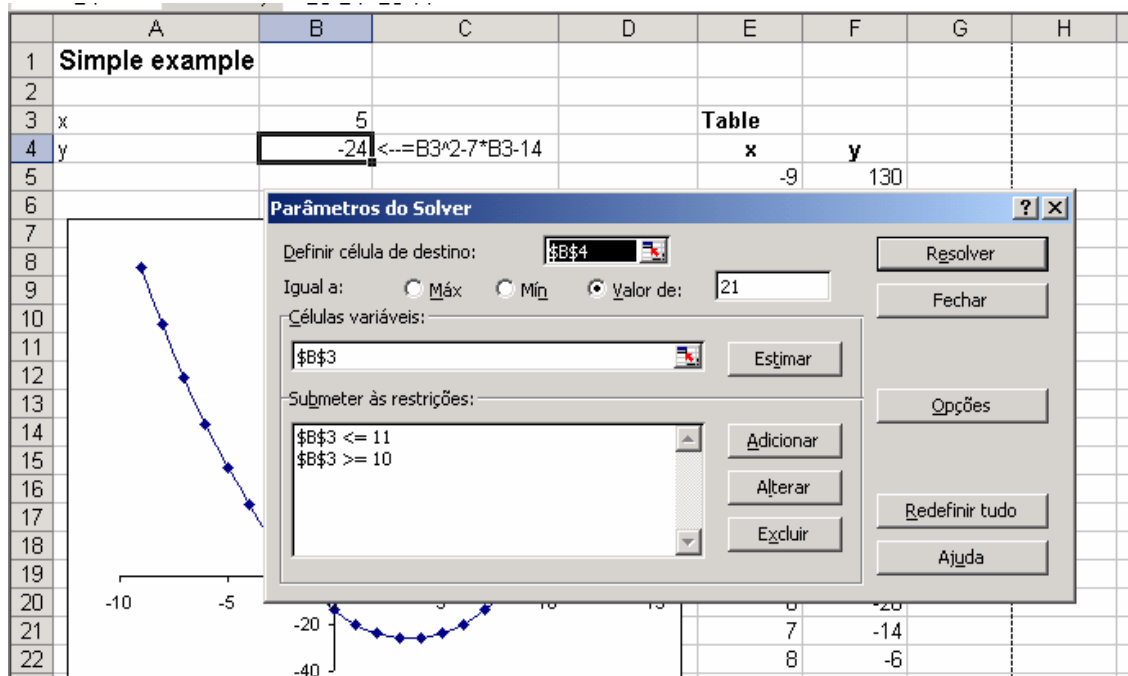 A B C D E F G H
1 Simple example
2
3 x 5 Table
4 y -24 <--=B3^2-7*B3-14 x y
5 -9 130
6
7
8
9
10
11
12
13
14
15
16
17
18
19
20 -20
21 7 -14
22 8 -6
Parâmetros do Solver
Definir célula de destino: $B$4 Resolver
Igual a: Máx Mín Valor de: 21 Fechar
Células variáveis:
$B$3 Estimar
Submeter às restrições: Opções
$B$3 <= 11 Adicionar
$B$3 >= 10
Alterar
Redefinir tudo
Excluir
Ajuda
-10 -5
-20
-40